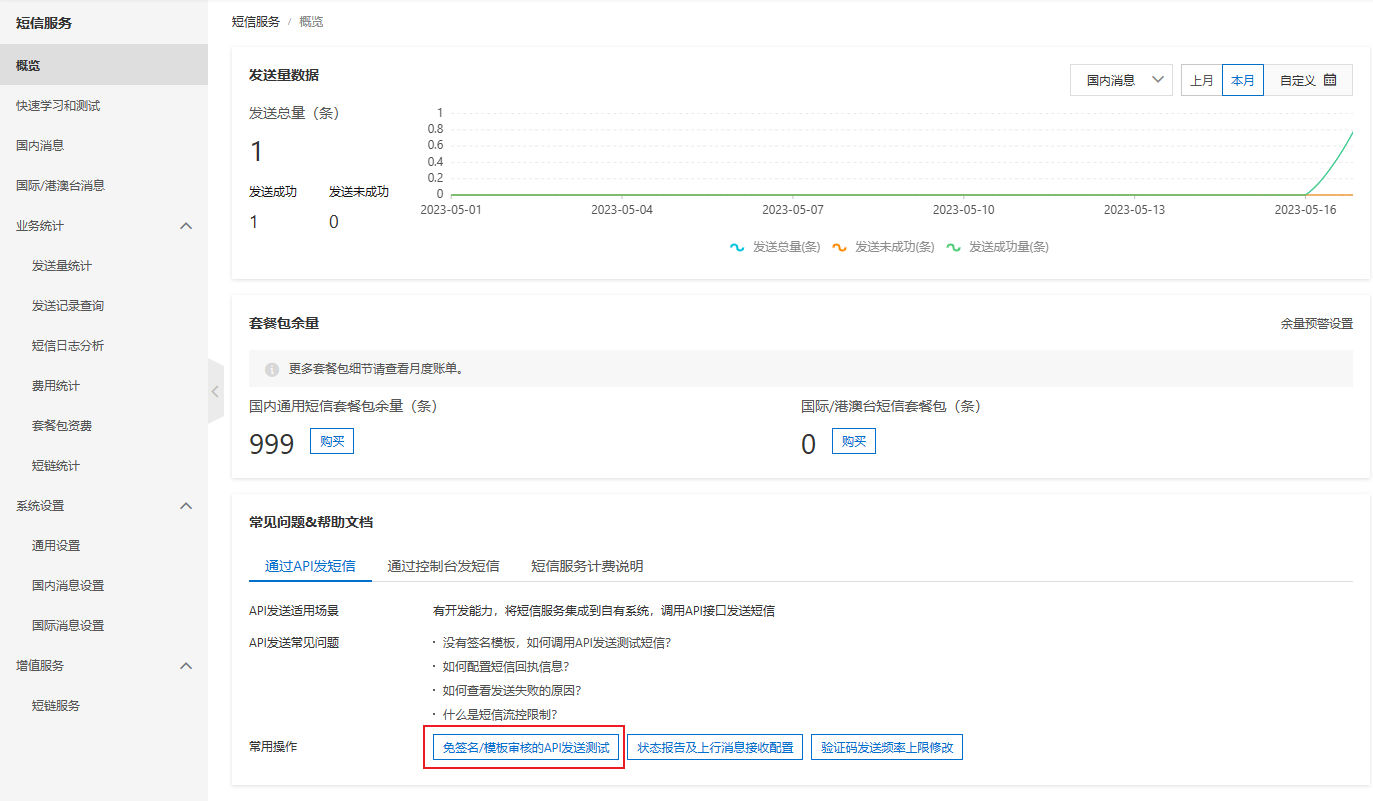 短信服务
概览
快速学习和测试
国内消息
国际/港澳台消息
业务统计
发送量统计
发送记录查询
短信日志分析
费用统计
套餐包资费
短链统计
系统设置
通用设置
国内消息设置
国际消息设置
增值服务
短链服务
短信服务 / 概览
发送量数据
国内消息 上月 本月 自定义
发送总量（条）
1
发送成功 发送未成功
1 0
1
0.8
0.6
0.4
0.2
0
2023-05-01 2023-05-04 2023-05-07 2023-05-10 2023-05-13 2023-05-16
发送总量(条) 发送未成功(条) 发送成功量(条)
套餐包余量 余量预警设置
更多套餐包细节请查看月度账单。
国内通用短信套餐包余量（条） 国际/港澳台短信套餐包（条）
999 购买 0 购买
常见问题&帮助文档
通过API发短信 通过控制台发短信 短信服务计费说明
API发送适用场景 有开发能力，将短信服务集成到自有系统，调用API接口发送短信
API发送常见问题 · 没有签名模板，如何调用API发送测试短信?
· 如何配置短信回执信息?
· 如何查看发送失败的原因?
· 什么是短信流控限制?
常用操作 免签名/模板审核的API发送测试 状态报告及上行消息接收配置 验证码发送频率上限修改